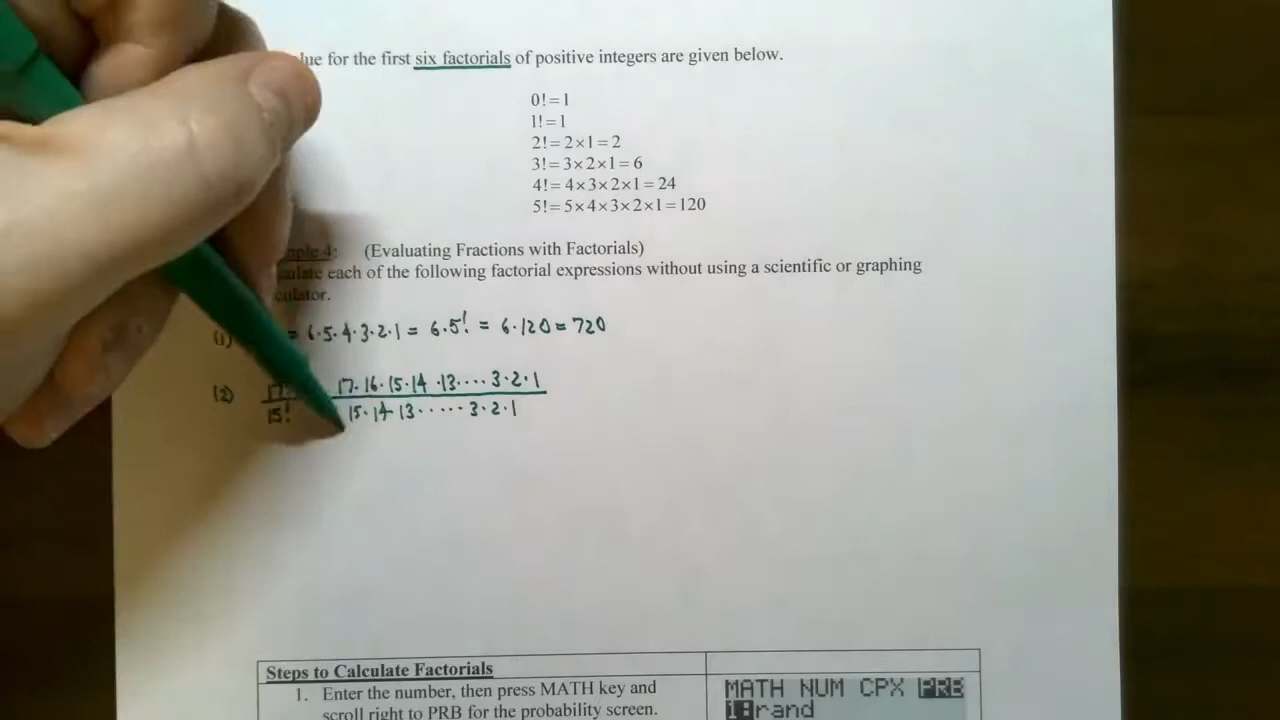 for the first six factorials of positive integers are given below.
0!=1
1!=1
2!=2×1=2
3!=3×2×1=6
4!=4×3×2×1=24
5!=5×4×3×2×1=120
4: (Evaluating Fractions with Factorials)
each of the following factorial expressions without using a scientific or graphing
(1) = 6·5·4·3·2·1 = 6·5! = 6·120 = 720
(2) 17 17·16·15·14·13····3·2·1
15! 15·14·13·····3·2·1
Steps to Calculate Factorials
1. Enter the number, then press MATH key and
scroll right to PRB for the probability screen.
MATH NUM CPX PRB
1:rand